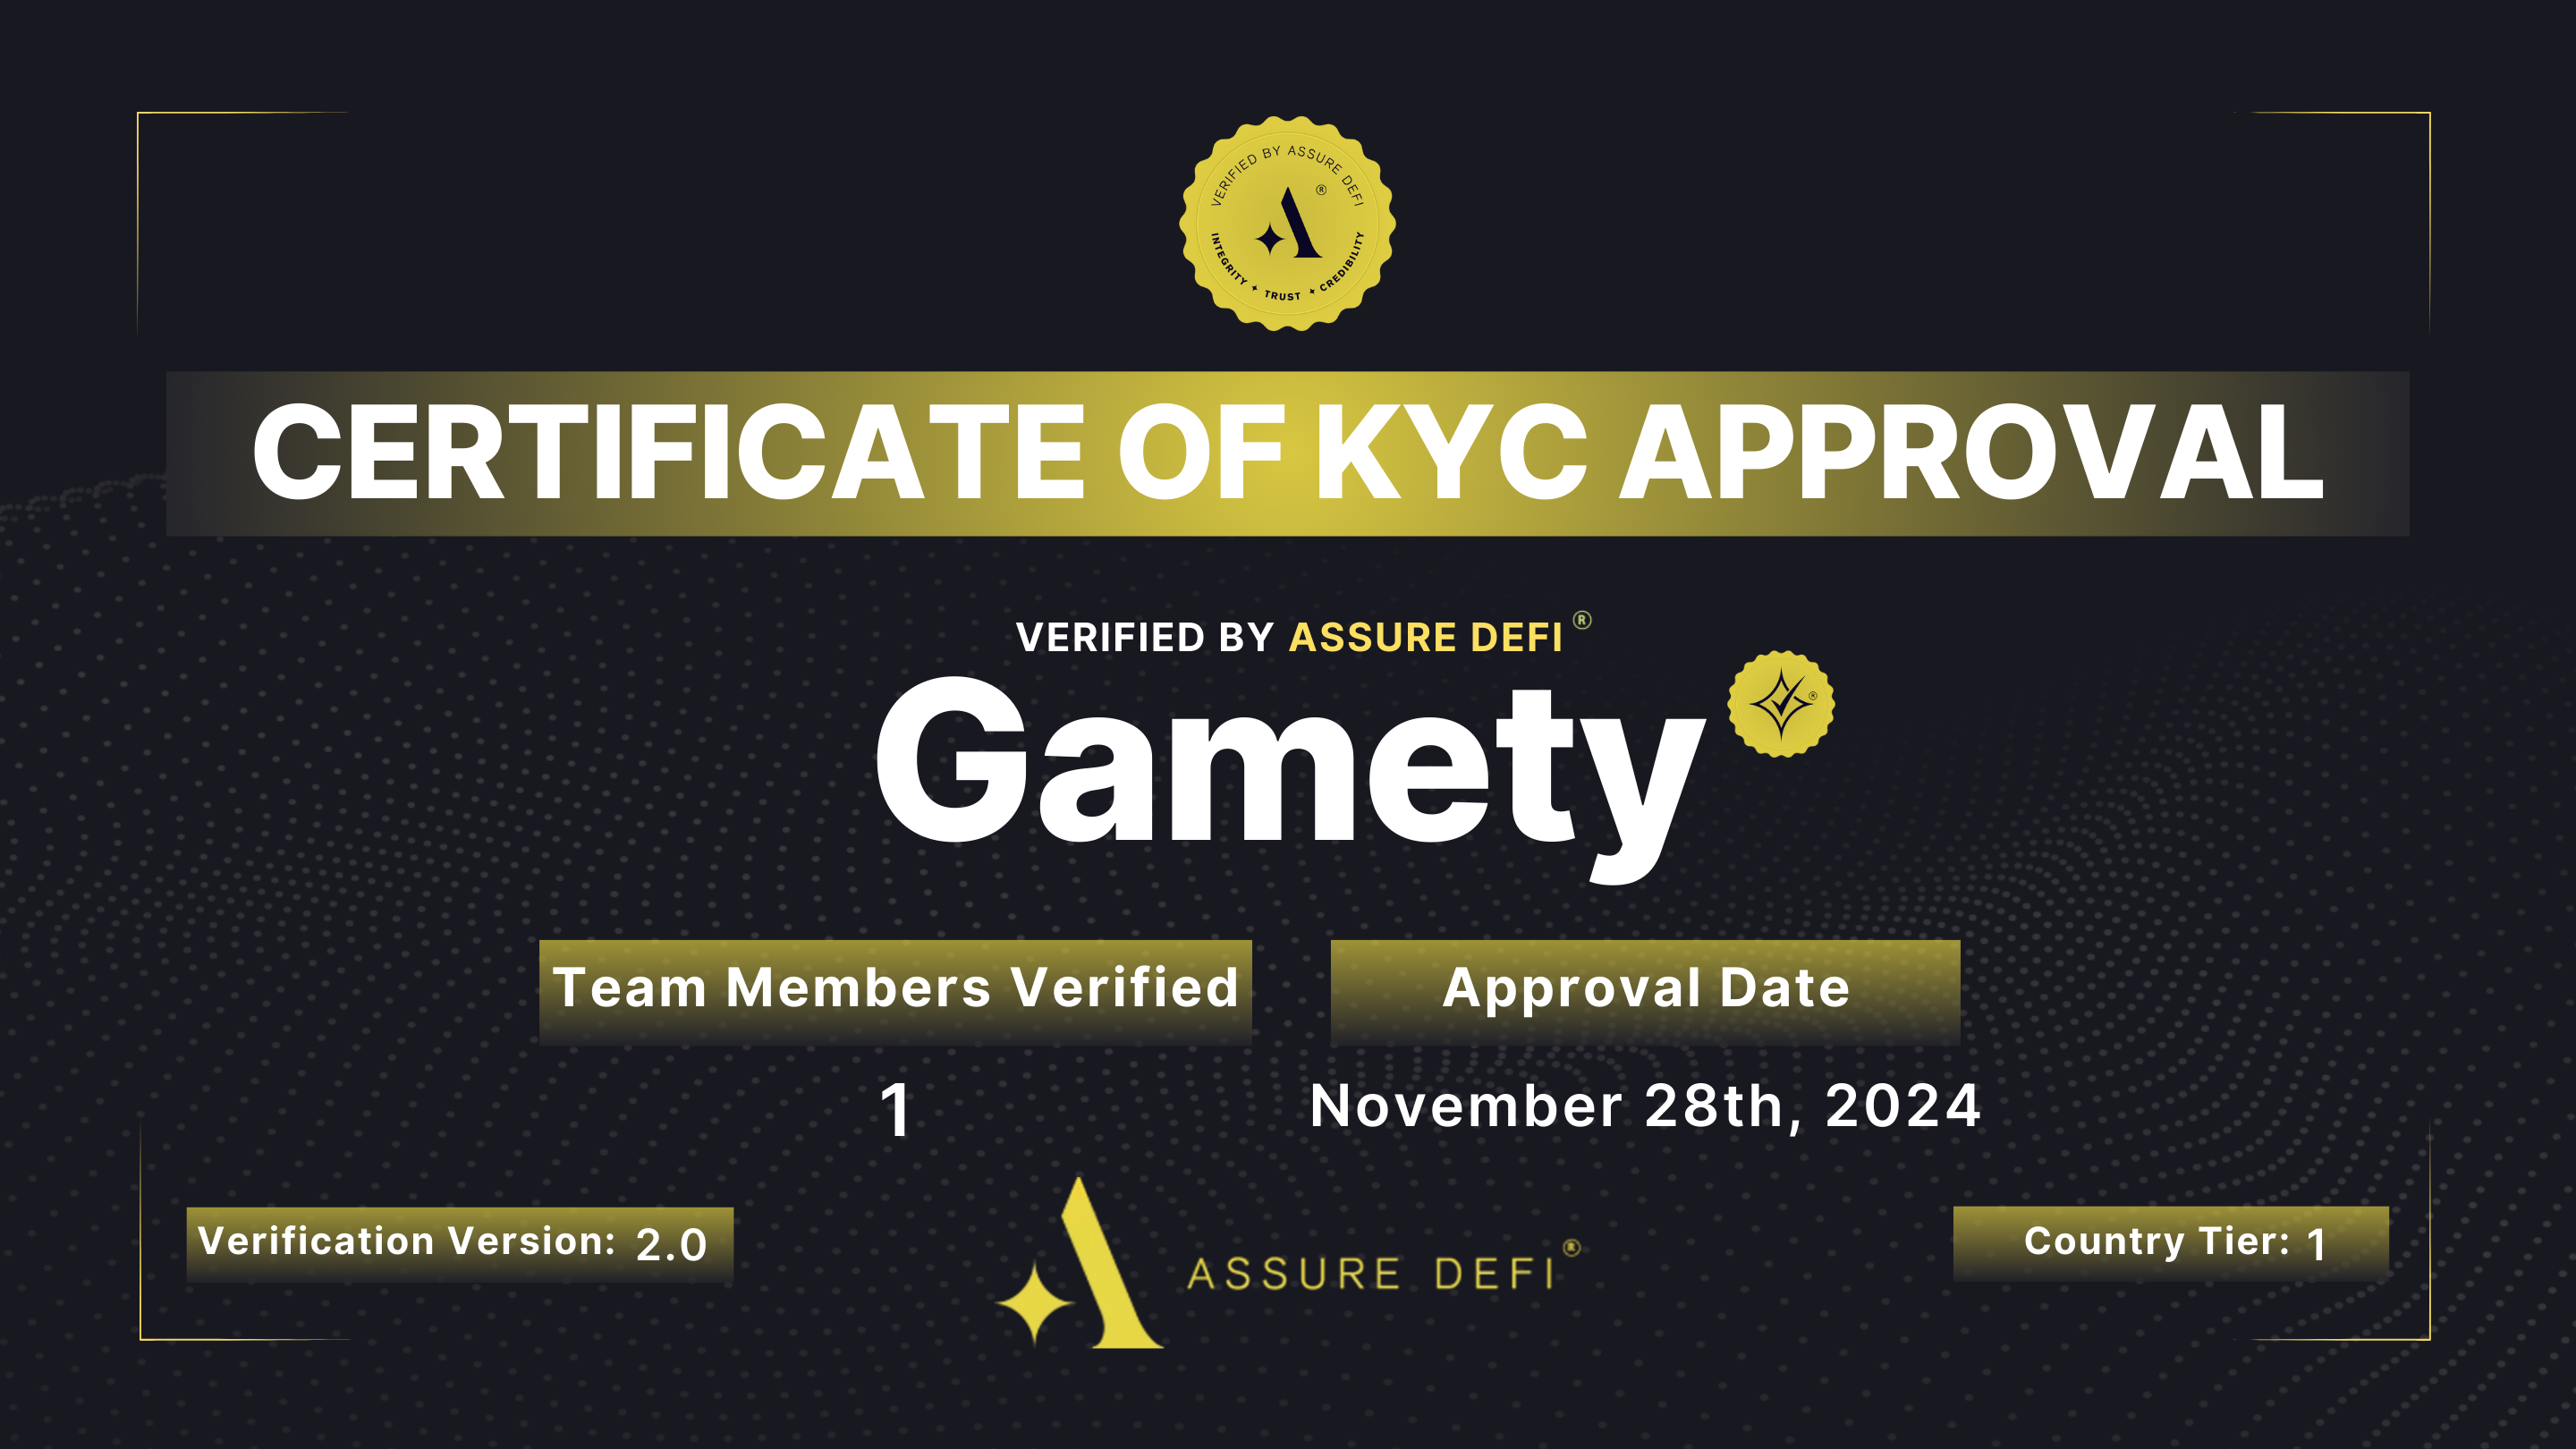 VERIFIED BY ASSURE DEFI
A ®
INTEGRITY ✦ TRUST ✦ CREDIBILITY
CERTIFICATE OF KYC APPROVAL
VERIFIED BY ASSURE DEFI ®
Gamety
®
Team Members Verified
1
Approval Date
November 28th, 2024
Verification Version: 2.0
ASSURE DEFI ®
Country Tier: 1